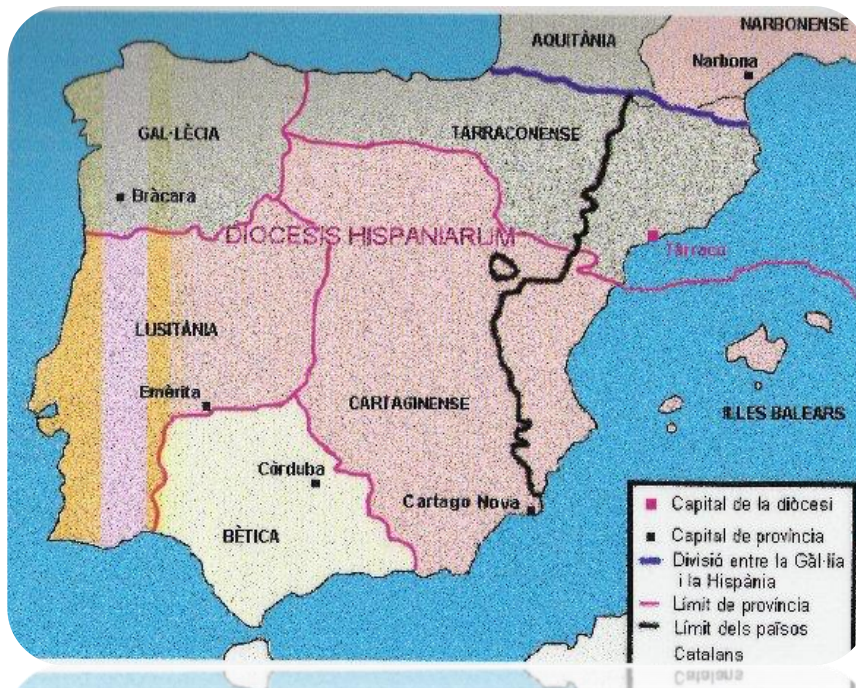 NARBONENSE
AQUITÀNIA
Narbona
GAL·LÈCIA
TARRACONENSE
Bràcara
DIOCESIS HISPANIARUM
Tàrraco
LUSITÀNIA
Emèrita
CARTAGINENSE
ILLES BALEARS
Còrduba
Cartago Nova
BÈTICA
Capital de la diòcesi
Capital de província
Divisió entre la Gàl·lia
i la Hispània
Límit de província
Límit dels països
Catalans